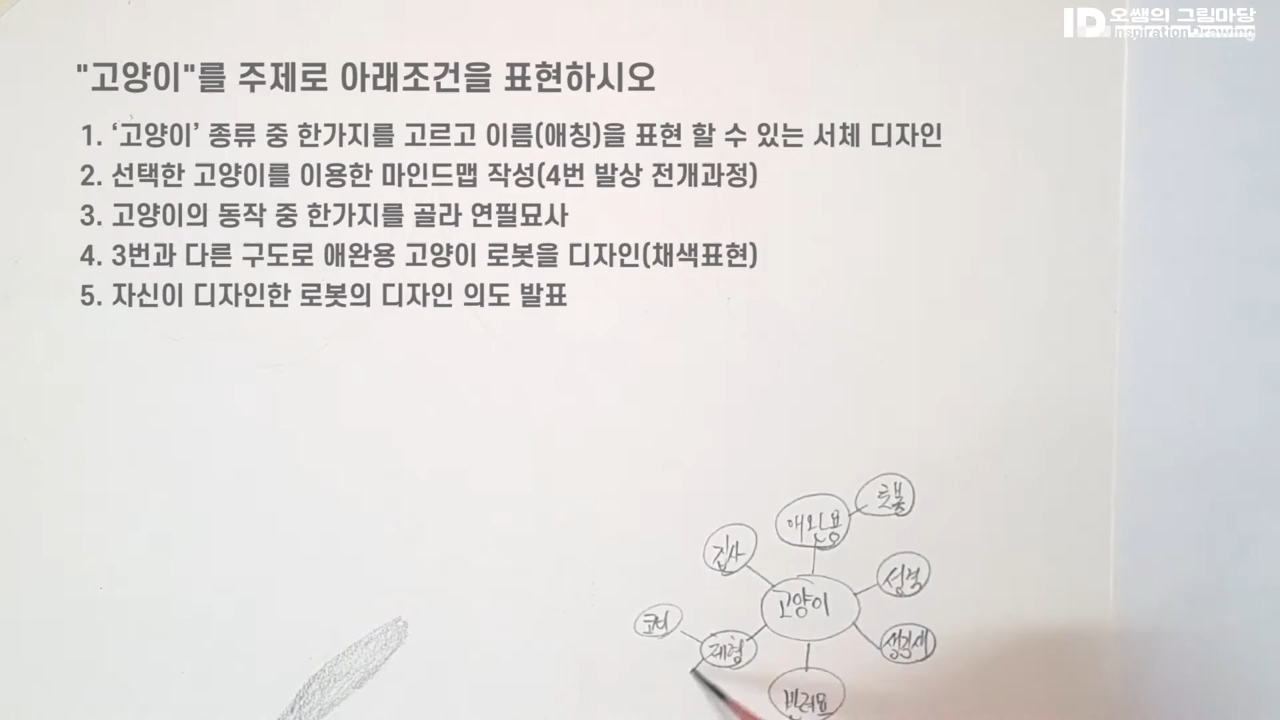 ID 오쌤의 그림마당
Inspiration Drawing
"고양이"를 주제로 아래조건을 표현하시오
1. ‘고양이’ 종류 중 한가지를 고르고 이름(애칭)을 표현 할 수 있는 서체 디자인
2. 선택한 고양이를 이용한 마인드맵 작성(4번 발상 전개과정)
3. 고양이의 동작 중 한가지를 골라 연필묘사
4. 3번과 다른 구도로 애완용 고양이 로봇을 디자인(채색표현)
5. 자신이 디자인한 로봇의 디자인 의도 발표
애완용
집사
성격
고양이
체형
반려묘